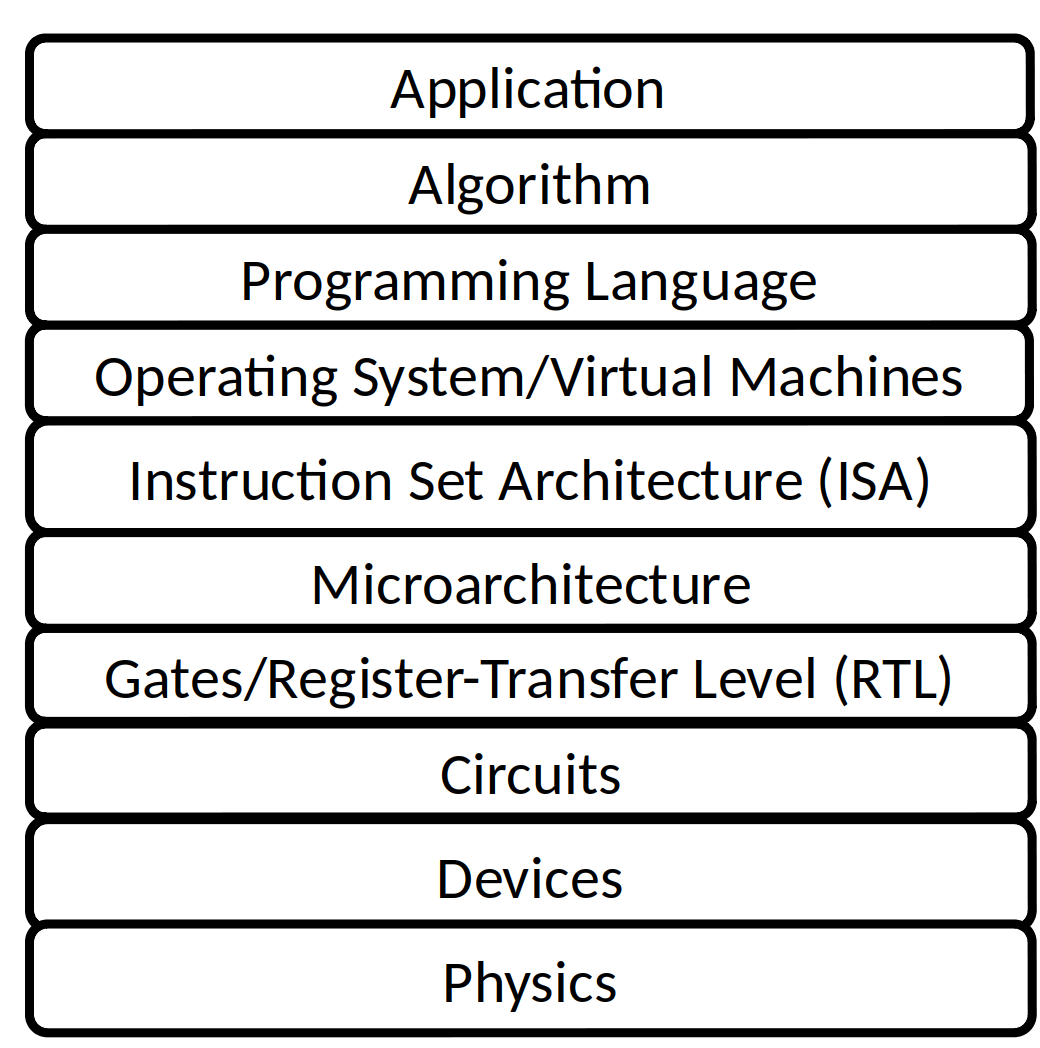 Application
Algorithm
Programming Language
Operating System/Virtual Machines
Instruction Set Architecture (ISA)
Microarchitecture
Gates/Register-Transfer Level (RTL)
Circuits
Devices
Physics